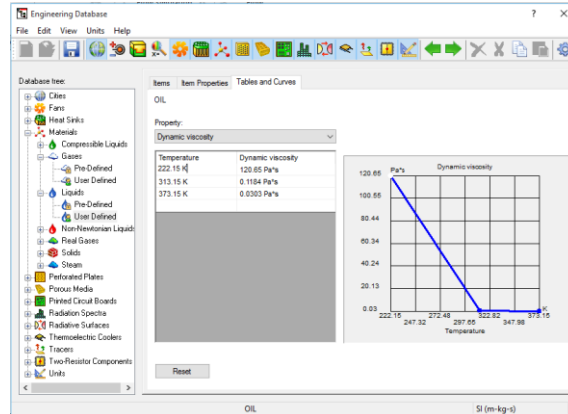 Engineering Database
File Edit View Units Help
Database tree:
Cities
Fans
Heat Sinks
Materials
Compressible Liquids
Gases
Pre-Defined
User Defined
Liquids
Pre-Defined
User Defined
Non-Newtonian Liquids
Real Gases
Solids
Steam
Perforated Plates
Porous Media
Printed Circuit Boards
Radiation Spectra
Radiative Surfaces
Thermoelectric Coolers
Tracers
Two-Resistor Components
Units
Items Item Properties Tables and Curves
OIL
Property:
Dynamic viscosity
Temperature Dynamic viscosity
222.15 K 120.65 Pa*s
313.15 K 0.1184 Pa*s
373.15 K 0.0303 Pa*s
Dynamic viscosity
Pa*s
120.65
100.55
80.44
60.34
40.24
20.13
0.03
K
222.15 272.48 322.82 373.15
247.32 297.65 347.98
Temperature
Reset
OIL SI (m-kg-s)